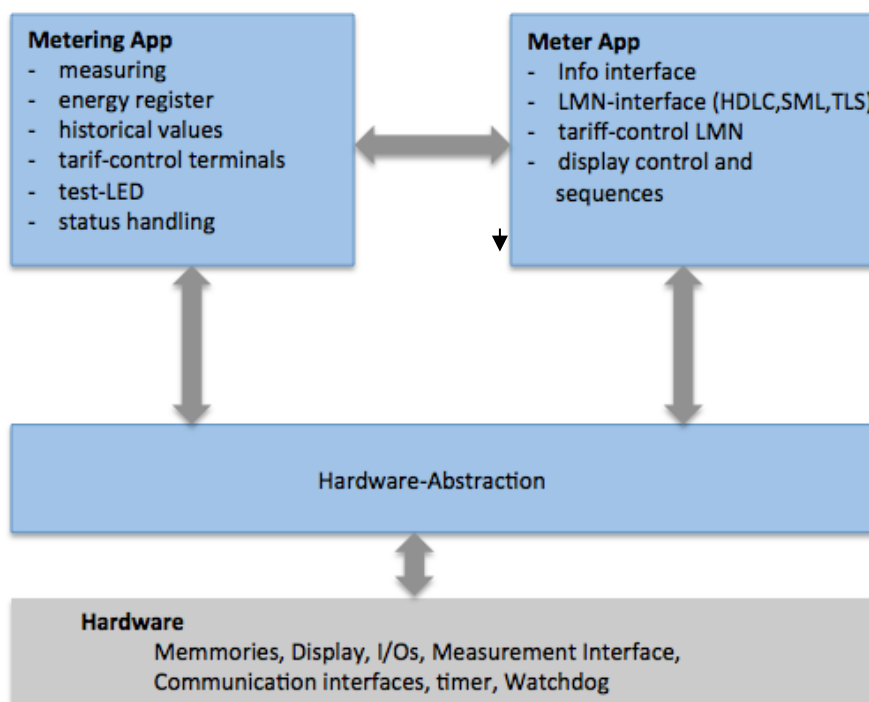 Metering App
- measuring
- energy register
- historical values
- tarif-control terminals
- test-LED
- status handling
Meter App
- Info interface
- LMN-interface (HDLC,SML,TLS)
- tariff-control LMN
- display control and
sequences
Hardware-Abstraction
Hardware
Memmories, Display, I/Os, Measurement Interface,
Communication interfaces, timer, Watchdog